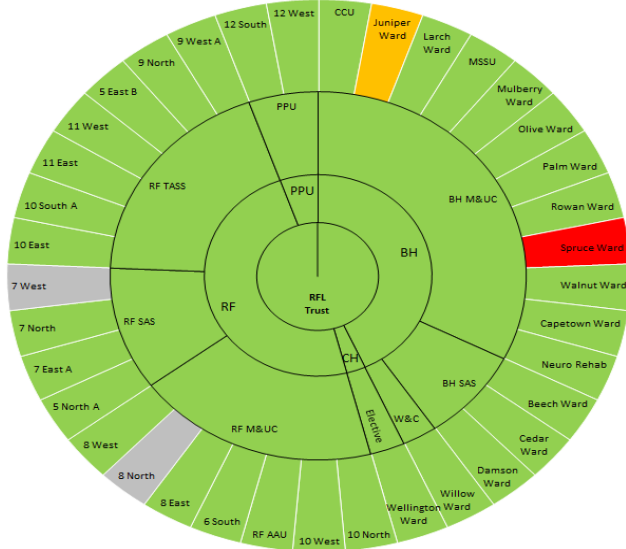 CCU
Juniper
Ward
Larch
Ward
MSSU
Mulberry
Ward
Olive Ward
Palm Ward
Rowan Ward
Spruce Ward
Walnut Ward
Capetown Ward
Neuro Rehab
Beech Ward
Cedar
Ward
Damson
Ward
Willow
Ward
Wellington
Ward
10 North
10 West
RF AAU
6 South
8 East
8 North
8 West
5 North A
7 East A
7 North
7 West
10 East
10 South A
11 East
11 West
5 East B
9 North
9 West A
12 South
12 West
PPU
BH M&UC
BH SAS
W&C
Elective
RF M&UC
RF SAS
RF TASS
PPU
BH
CH
RF
RFL
Trust